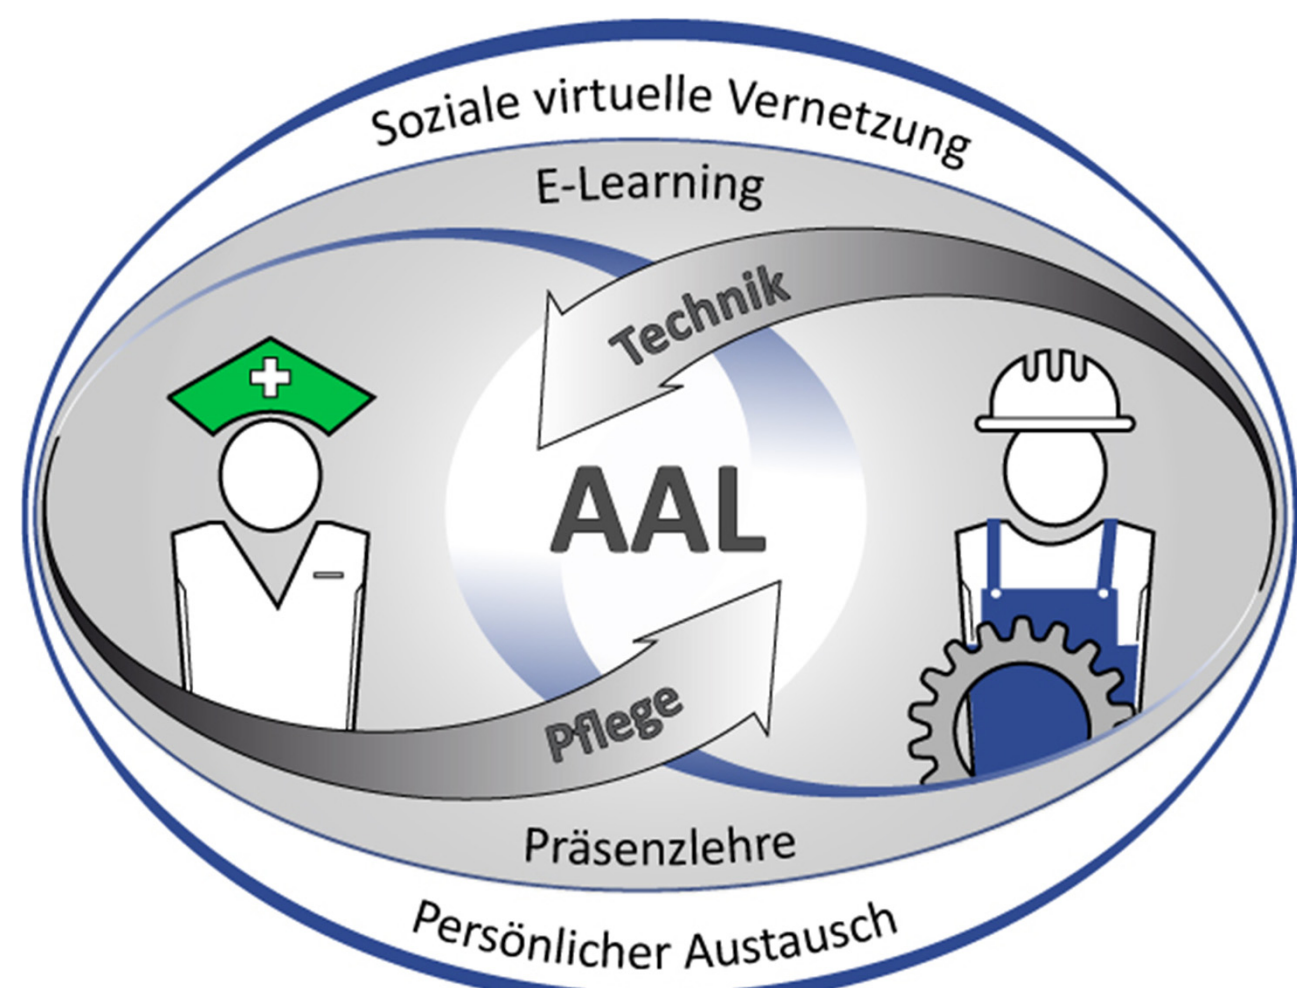 Soziale virtuelle Vernetzung
E-Learning
Technik
AAL
Pflege
Präsenzlehre
Persönlicher Austausch